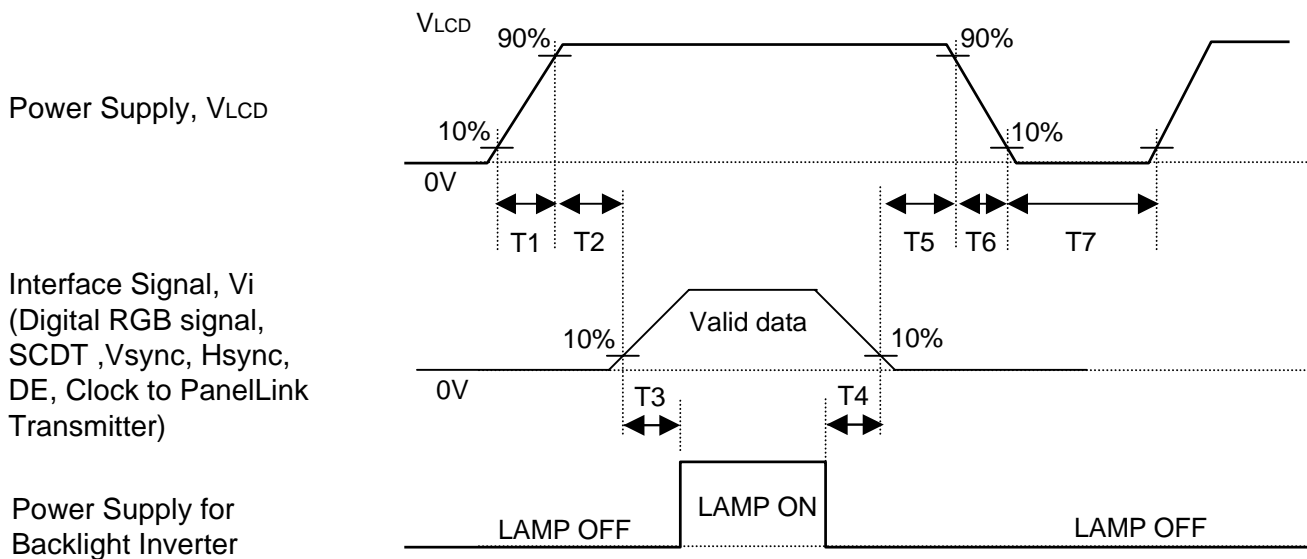 VLCD
90%
90%
Power Supply, VLCD
10%
10%
0V
T1
T2
T5
T6
T7
Interface Signal, Vi
(Digital RGB signal,
SCDT ,Vsync, Hsync,
DE, Clock to PanelLink
Transmitter)
Valid data
10%
10%
0V
T3
T4
Power Supply for
Backlight Inverter
LAMP OFF
LAMP ON
LAMP OFF